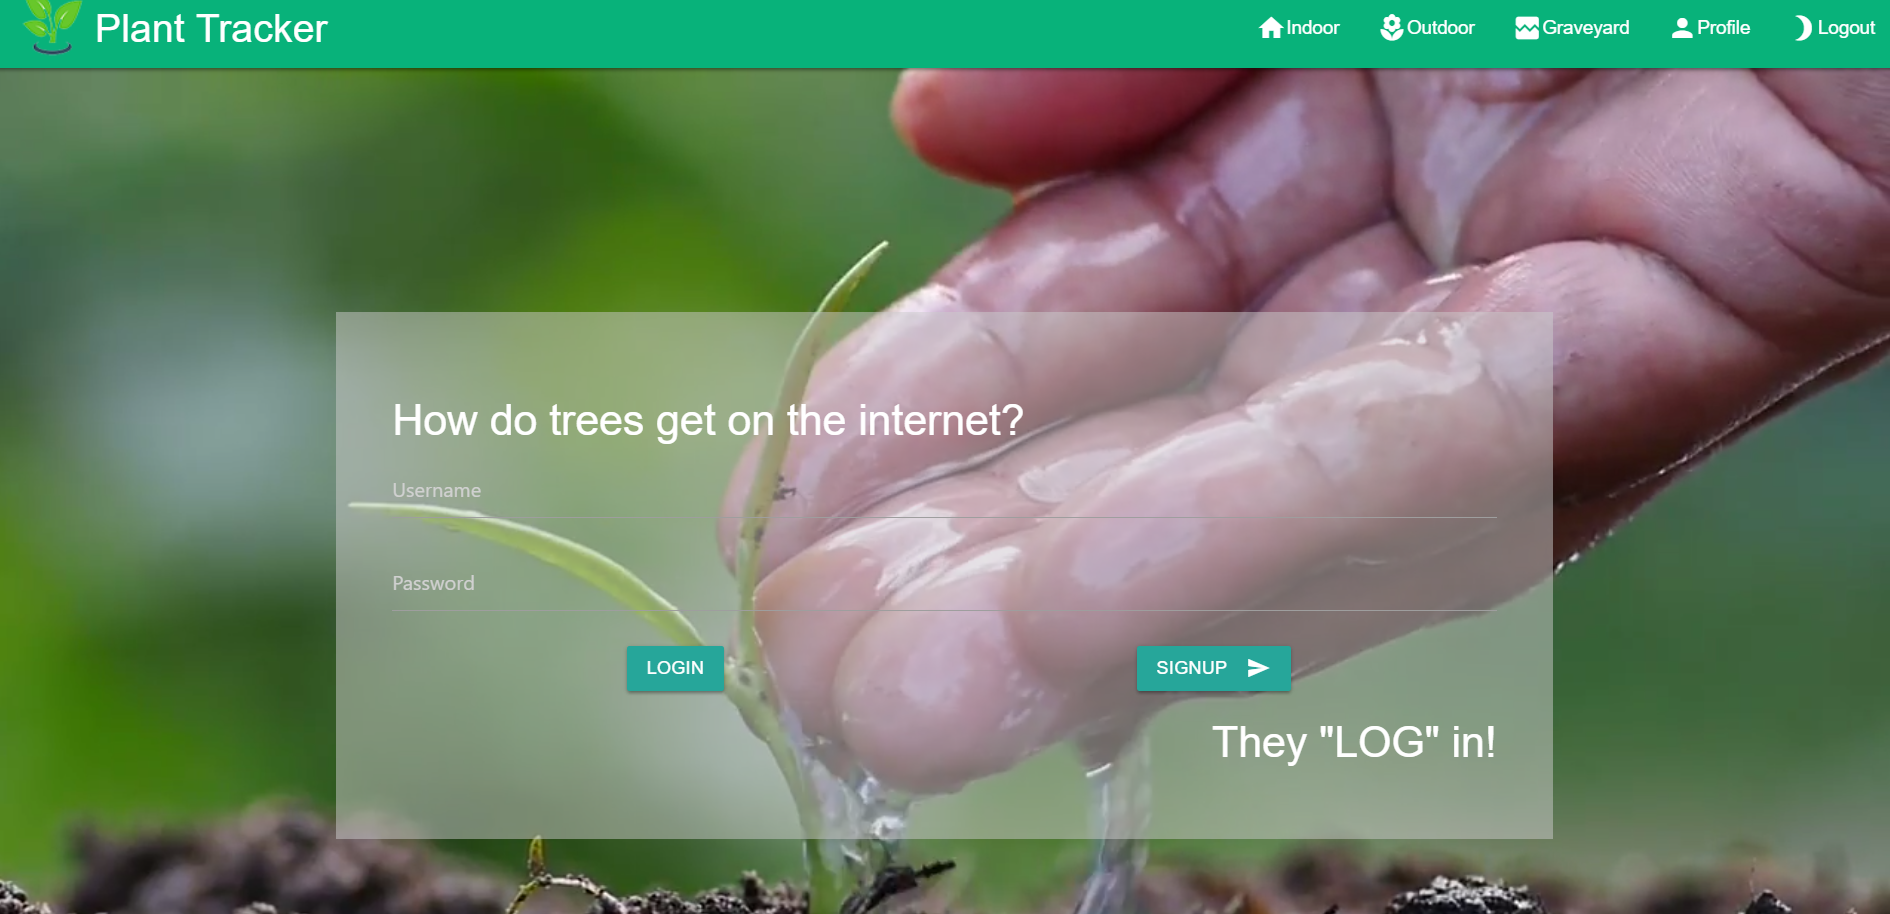 Plant Tracker
Indoor
Outdoor
Graveyard
Profile
Logout
How do trees get on the internet?
Username
Password
LOGIN
SIGNUP
They "LOG" in!